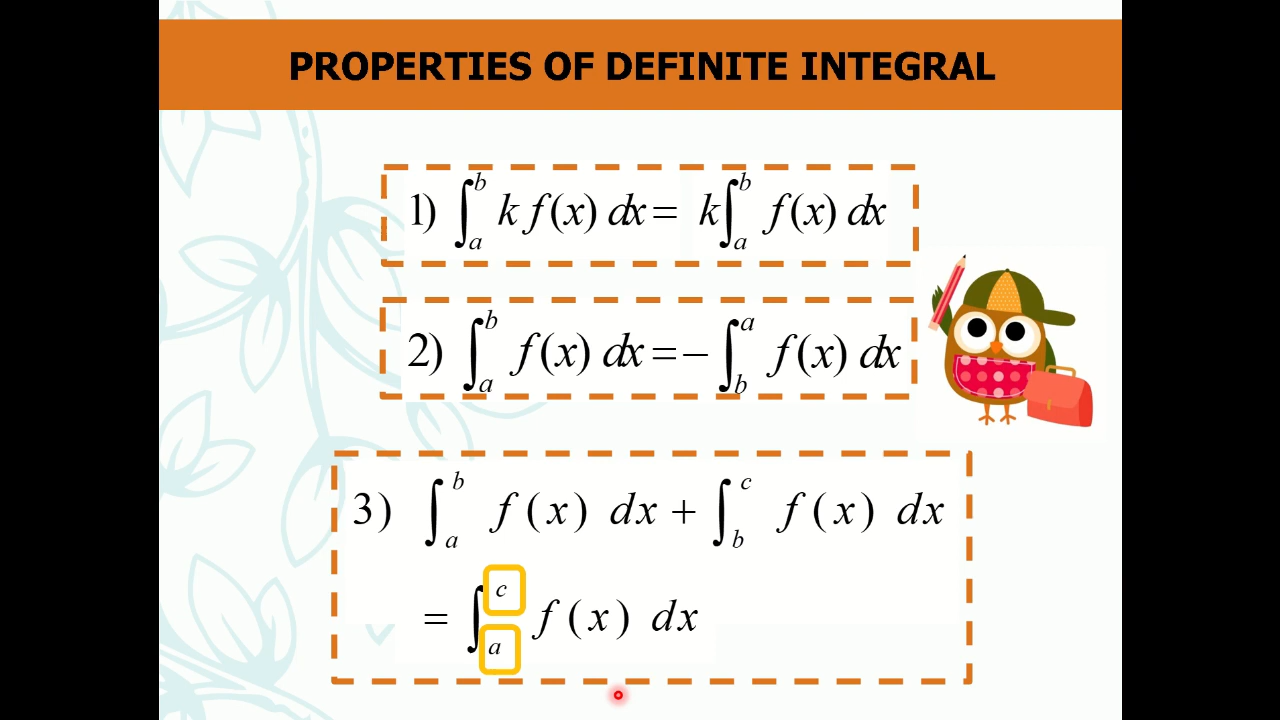 PROPERTIES OF DEFINITE INTEGRAL
1) ∫_a^b k f(x) dx = k∫_a^b f(x) dx
2) ∫_a^b f(x) dx = − ∫_b^a f(x) dx
3) ∫_a^b f(x) dx + ∫_b^c f(x) dx
= ∫_a^c f(x) dx